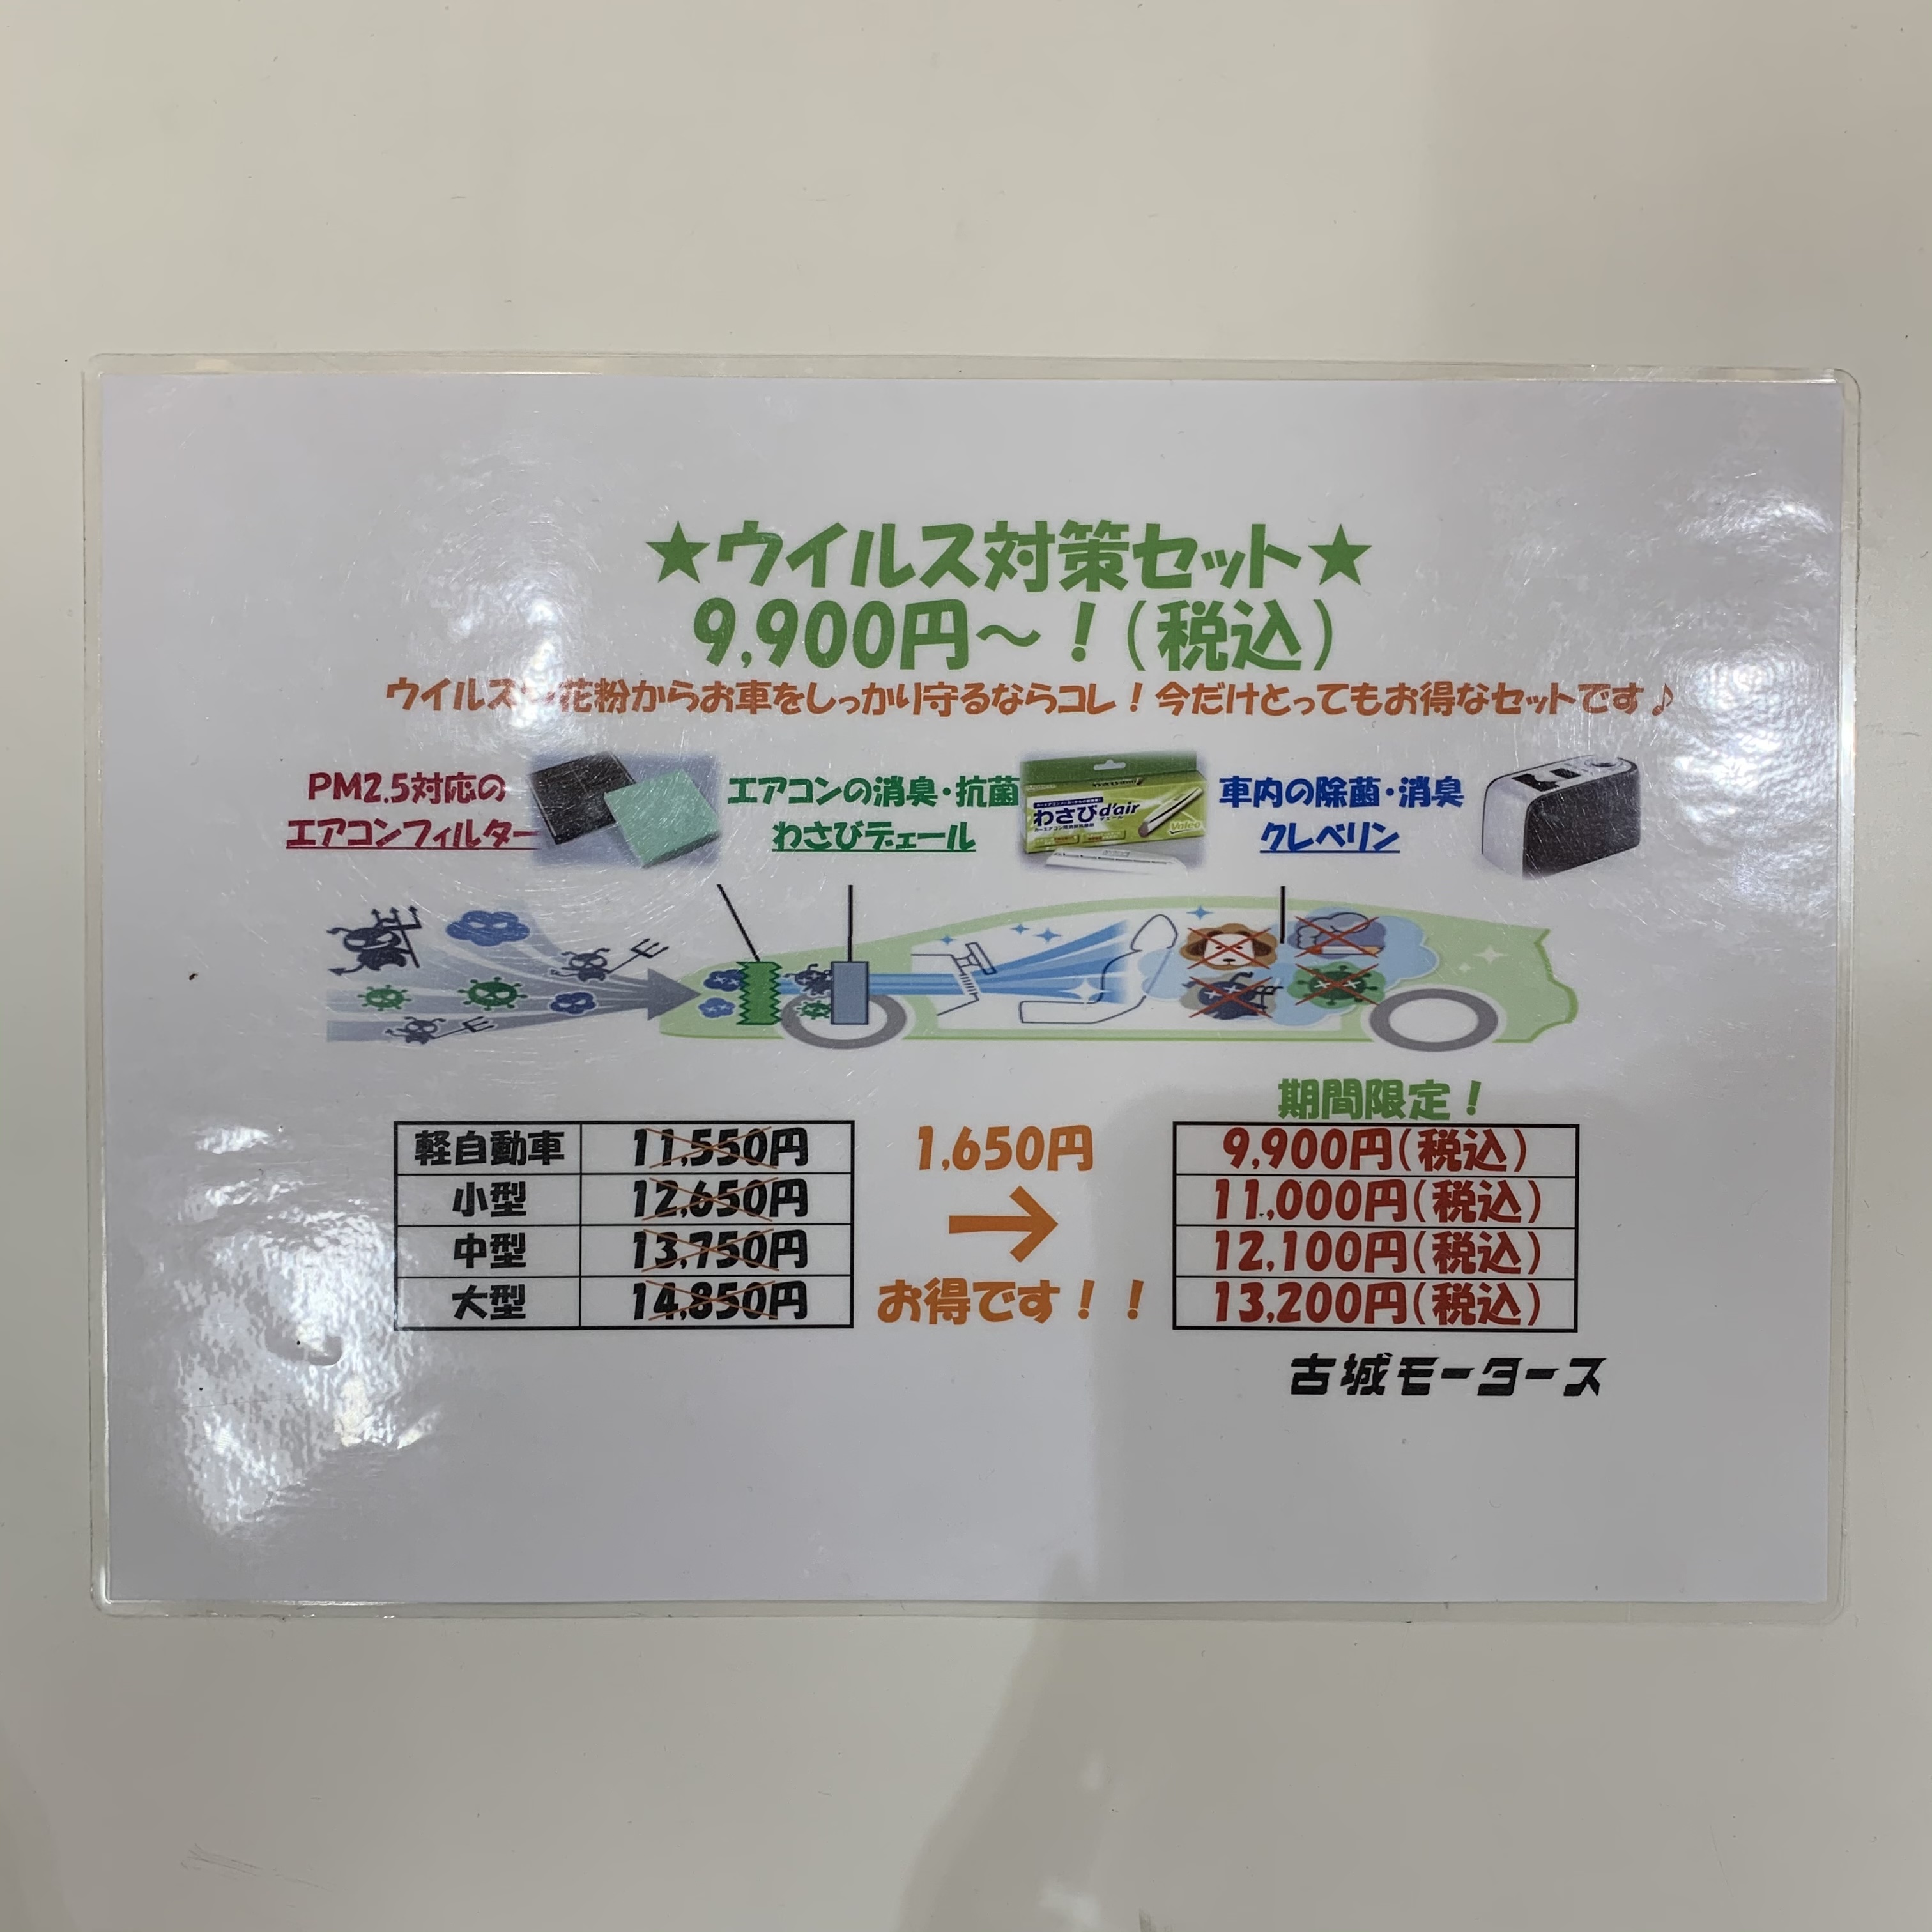 ★ウイルス対策セット★
9,900円～！(税込)
ウイルスや花粉からお車をしっかり守るならコレ！今だけとってもお得なセットです♪
PM2.5対応の
エアコンフィルター
エアコンの消臭・抗菌
わさびデェール
わさびd'air
Valeo
車内の除菌・消臭
クレベリン
期間限定！
軽自動車 11,550円
小型 12,650円
中型 13,750円
大型 14,850円
1,650円
→
お得です！！
9,900円(税込)
11,000円(税込)
12,100円(税込)
13,200円(税込)
古城モータース